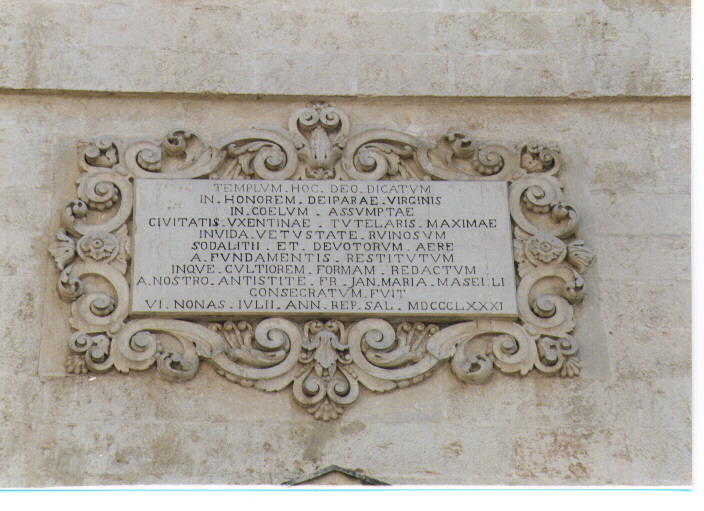 TEMPLVM . HOC . DEO . DICATVM
IN . HONOREM . DEIPARAE . VIRGINIS
IN . COELVM . ASSVMPTAE
CIVITATIS . VXENTINAE . TVTELARIS . MAXIMAE
INVIDA . VETVSTATE . RVINOSVM
SODALITII . ET . DEVOTORVM . AERE
A . FVNDAMENTIS . RESTITVTVM
INQVE . CVLTIOREM . FORMAM . REDACTVM
A . NOSTRO . ANTISTITE . FR . JAN . MARIA . MASELLI
CONSECRATVM . FVIT
VI . NONAS . IVLII . ANN . REP . SAL . MDCCCLXXXI